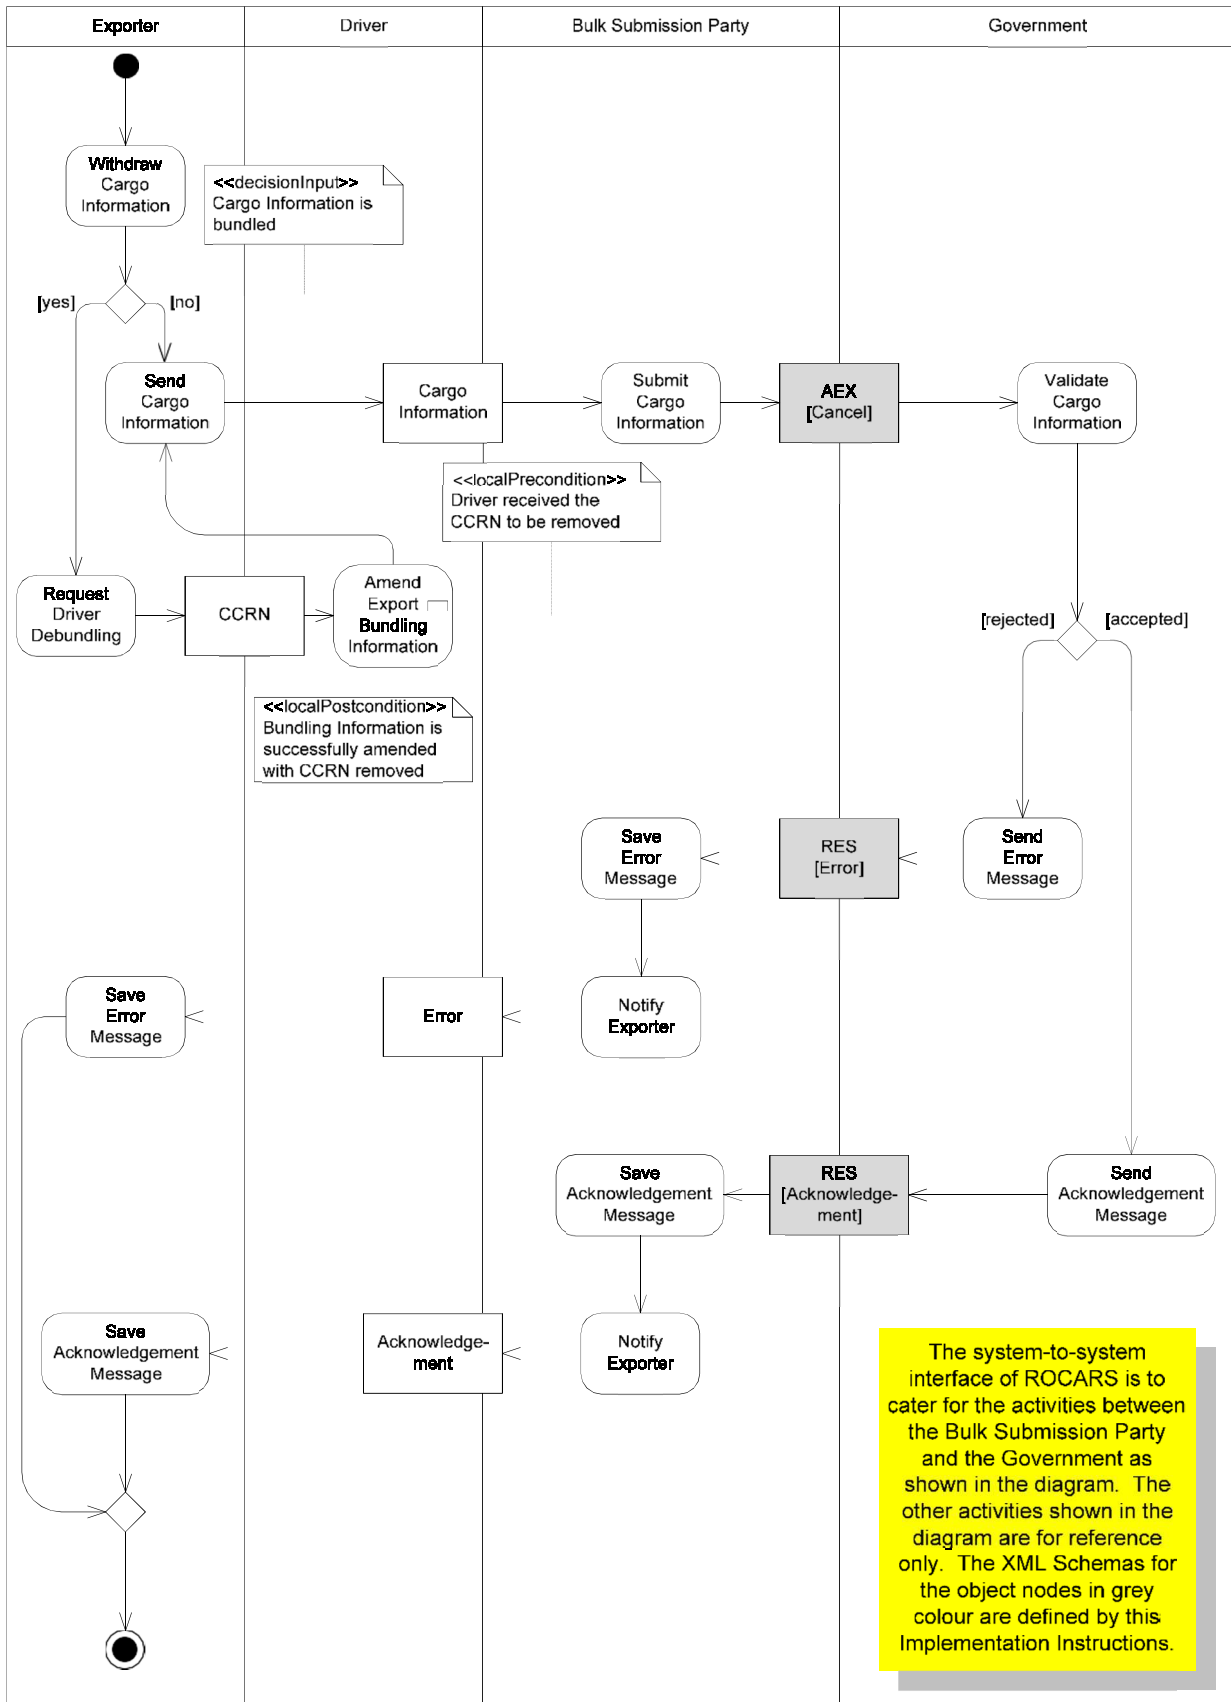 Exporter
Driver
Bulk Submission Party
Government
Withdraw
Cargo
Information
<<decisionInput>>
Cargo Information is
bundled
[yes]
[no]
Send
Cargo
Information
Cargo
Information
Submit
Cargo
Information
AEX
[Cancel]
Validate
Cargo
Information
<<localPrecondition>>
Driver received the
CCRN to be removed
Request
Driver
Debundling
CCRN
Amend
Export
Bundling
Information
[rejected]
[accepted]
<<localPostcondition>>
Bundling Information is
successfully amended
with CCRN removed
Save
Error
Message
RES
[Error]
Send
Error
Message
Save
Error
Message
Error
Notify
Exporter
Save
Acknowledgement
Message
RES
[Acknowledge-
ment]
Send
Acknowledgement
Message
Save
Acknowledgement
Message
Acknowledge-
ment
Notify
Exporter
The system-to-system
interface of ROCARS is to
cater for the activities between
the Bulk Submission Party
and the Government as
shown in the diagram.  The
other activities shown in the
diagram are for reference
only.  The XML Schemas for
the object nodes in grey
colour are defined by this
Implementation Instructions.